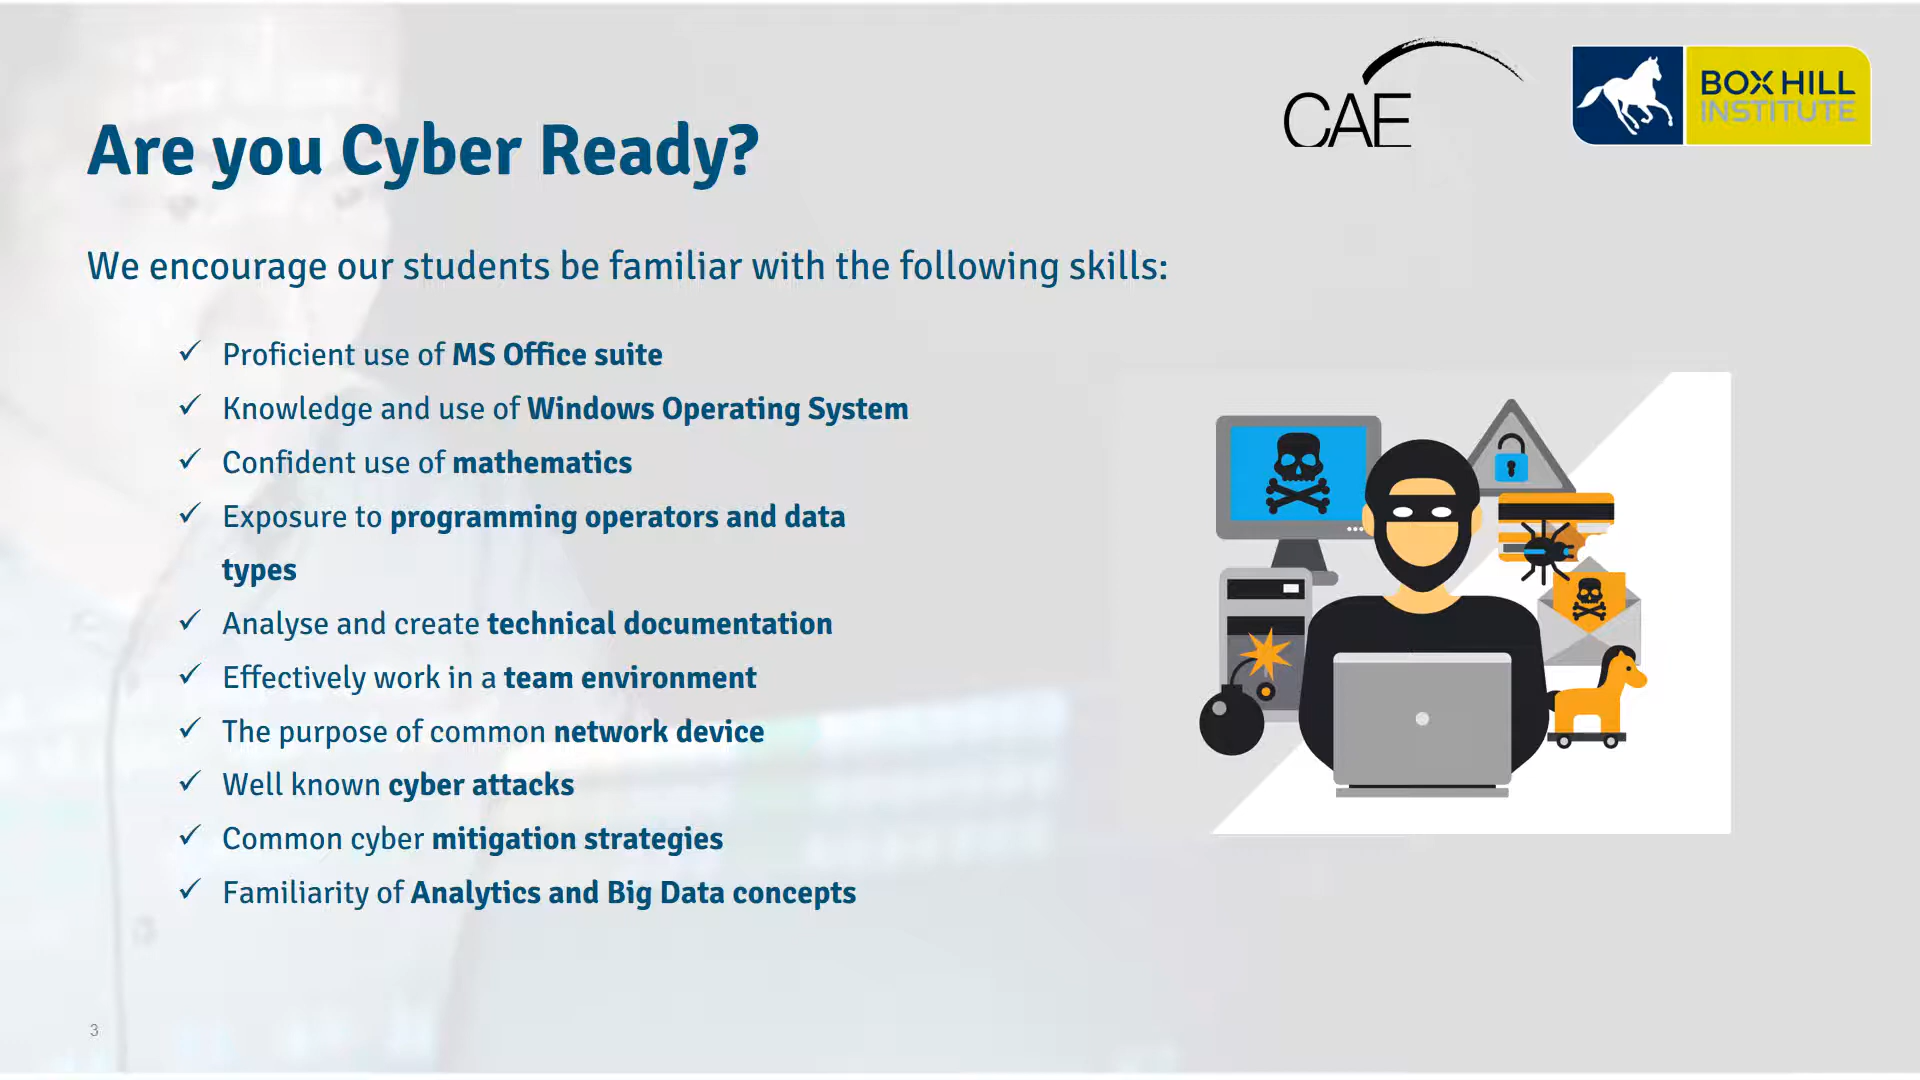 CAE
BOX HILL
INSTITUTE
Are you Cyber Ready?
We encourage our students be familiar with the following skills:
✓ Proficient use of MS Office suite
✓ Knowledge and use of Windows Operating System
✓ Confident use of mathematics
✓ Exposure to programming operators and data
types
✓ Analyse and create technical documentation
✓ Effectively work in a team environment
✓ The purpose of common network device
✓ Well known cyber attacks
✓ Common cyber mitigation strategies
✓ Familiarity of Analytics and Big Data concepts
3